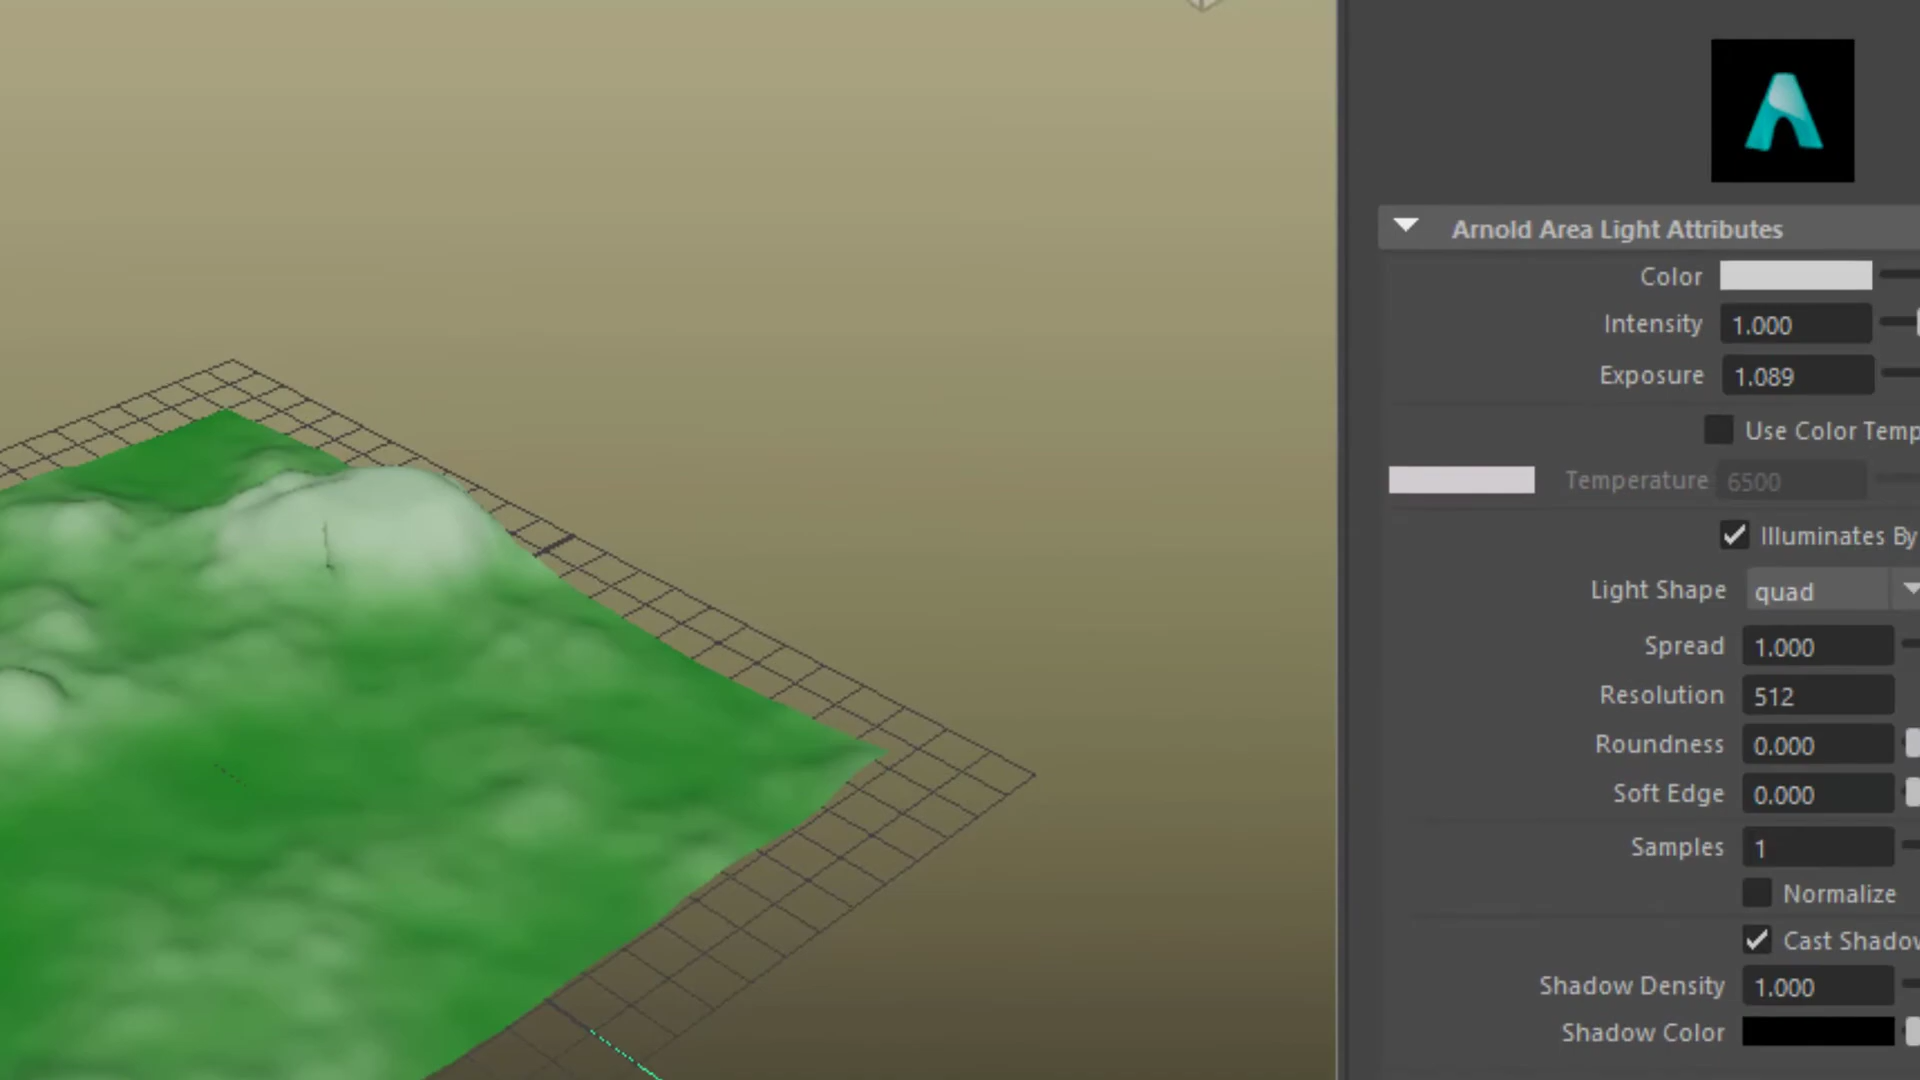 Arnold Area Light Attributes
Color
Intensity 1.000
Exposure 1.089
Use Color Temp
Temperature 6500
Illuminates By
Light Shape quad
Spread 1.000
Resolution 512
Roundness 0.000
Soft Edge 0.000
Samples 1
Normalize
Cast Shadow
Shadow Density 1.000
Shadow Color